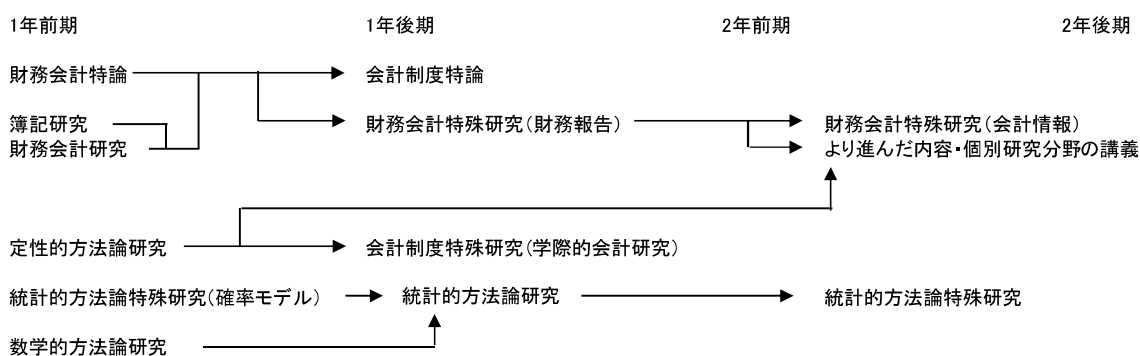 1年前期 1年後期 2年前期 2年後期
財務会計特論 会計制度特論
簿記研究 財務会計特殊研究(財務報告) 財務会計特殊研究(会計情報)
財務会計研究 より進んだ内容・個別研究分野の講義
定性的方法論研究 会計制度特殊研究(学際的会計研究)
統計的方法論特殊研究(確率モデル) 統計的方法論研究 統計的方法論特殊研究
数学的方法論研究